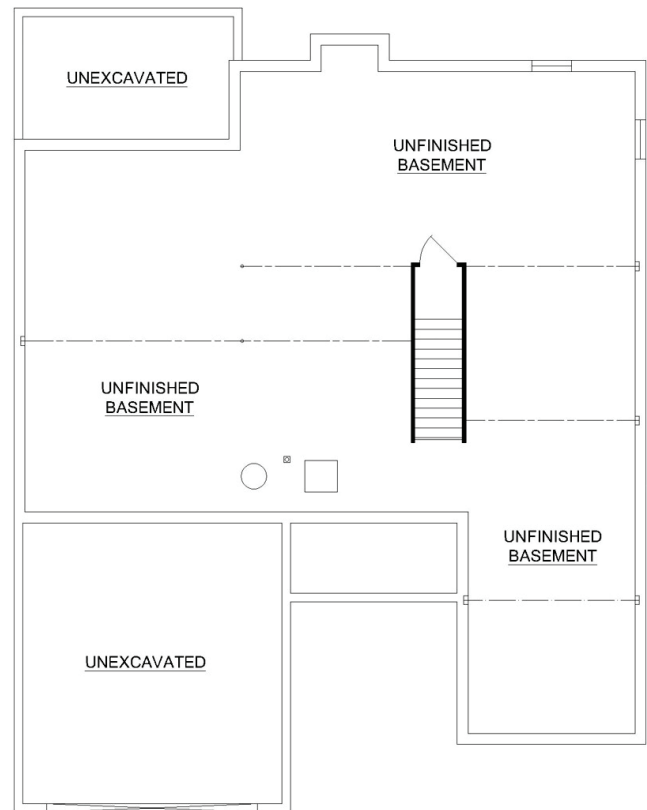 UNEXCAVATED
UNFINISHED
BASEMENT
UNFINISHED
BASEMENT
UNFINISHED
BASEMENT
UNEXCAVATED